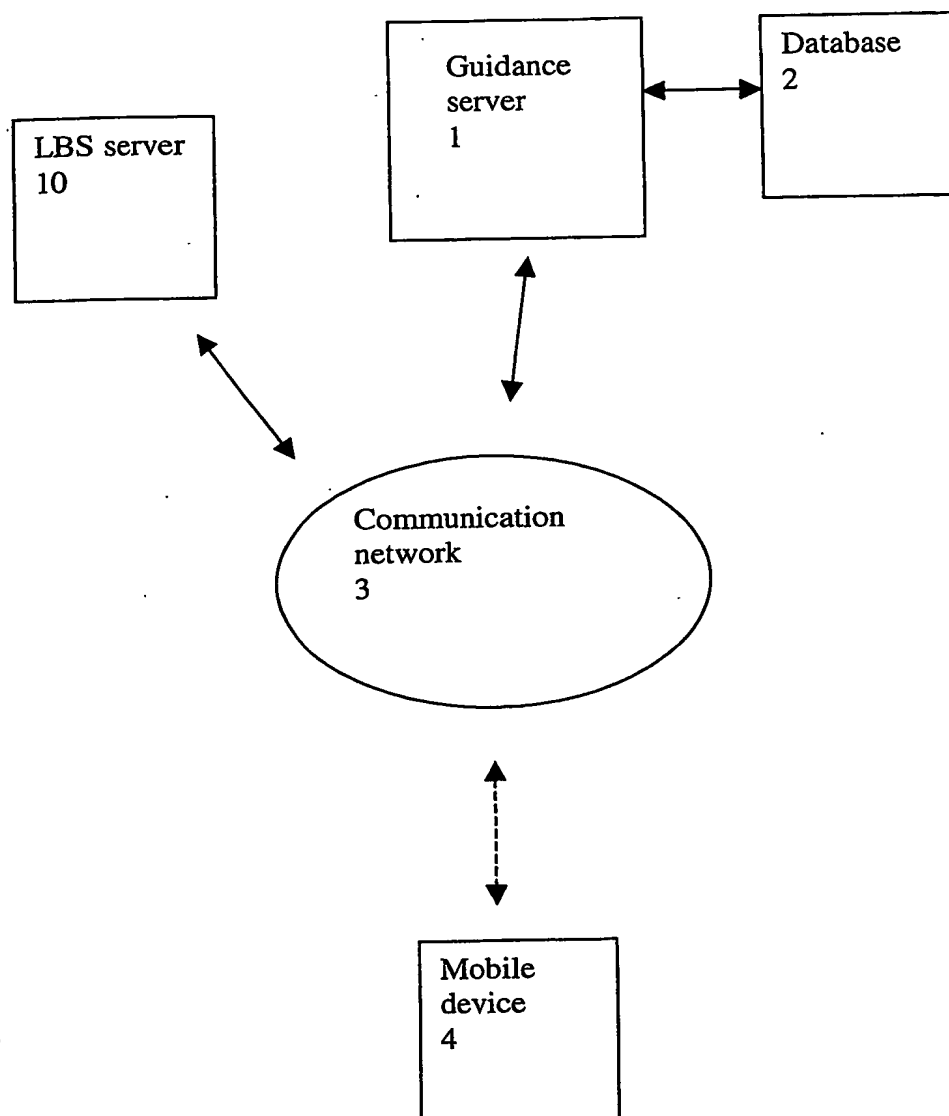 Guidance
server
1
Database
2
LBS server
10
Communication
network
3
Mobile
device
4